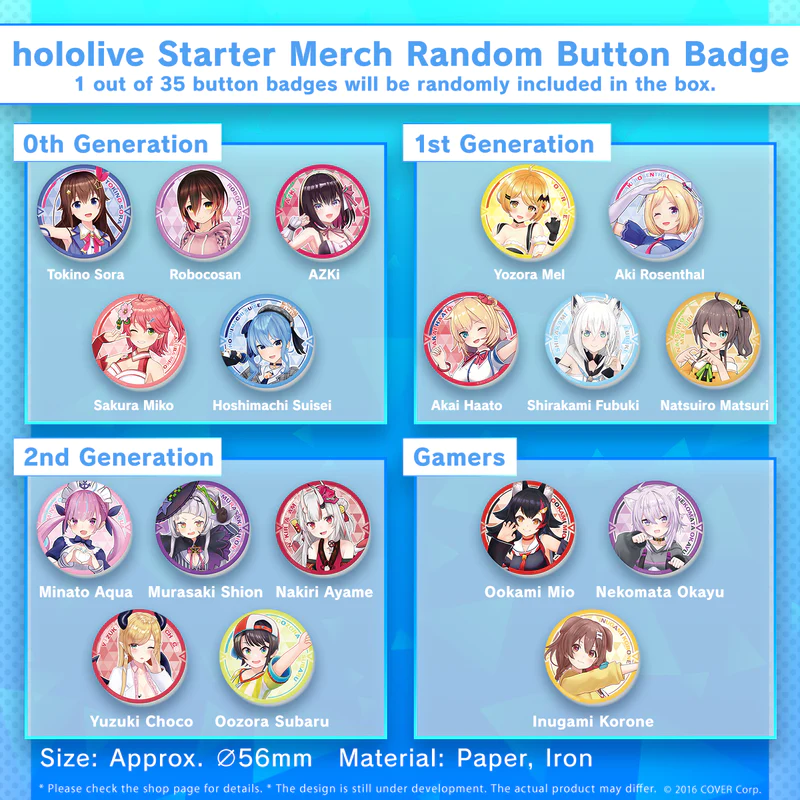 hololive Starter Merch Random Button Badge
1 out of 35 button badges will be randomly included in the box.
0th Generation
Tokino Sora
Robocosan
AZKi
Sakura Miko
Hoshimachi Suisei
1st Generation
Yozora Mel
Aki Rosenthal
Akai Haato
Shirakami Fubuki
Natsuiro Matsuri
2nd Generation
Minato Aqua
Murasaki Shion
Nakiri Ayame
Yuzuki Choco
Oozora Subaru
Gamers
Ookami Mio
Nekomata Okayu
Inugami Korone
Size: Approx. ∅56mm Material: Paper, Iron
* Please check the shop page for details. * The design is still under development. The actual product may differ. © 2016 COVER Corp.